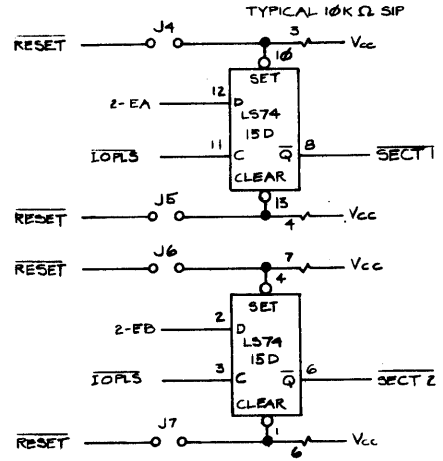 TYPICAL 10K Ω SIP
J4
RESET
3
Vcc
10
SET
2-EA
12
D
LS74
15D
IOPLS
11
C
Q
8
SECT 1
CLEAR
13
J5
RESET
4
Vcc
J6
RESET
7
Vcc
4
SET
2-EB
2
D
LS74
15D
IOPLS
3
C
Q
6
SECT 2
CLEAR
1
J7
RESET
6
Vcc